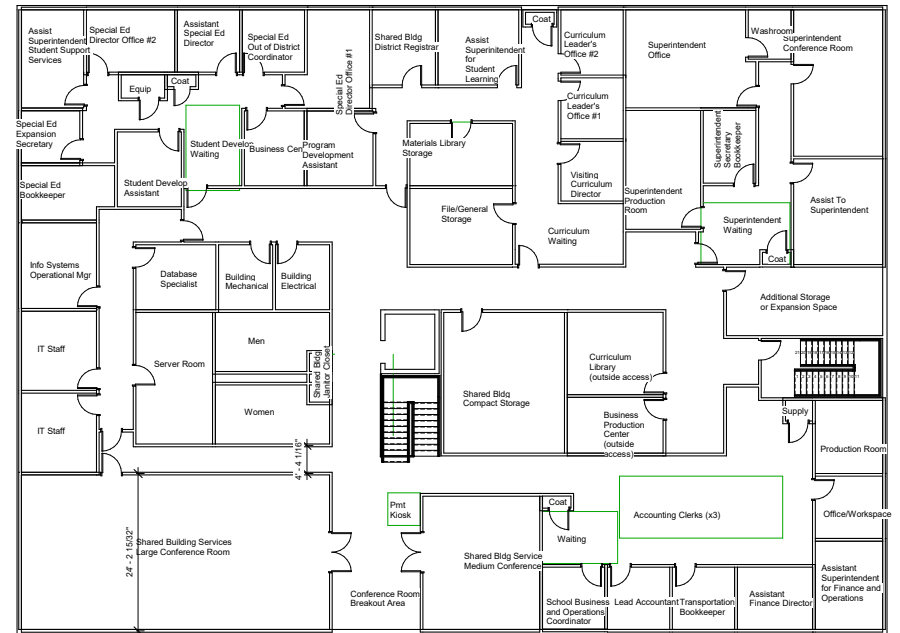 Assist
Superintendent
Student Support
Services
Special Ed
Director Office #2
Assistant
Special Ed
Director
Special Ed
Out of District
Coordinator
Special Ed
Director Office #1
Shared Bldg
District Registrar
Assist
Superinitendent
for
Student
Learning
Coat
Curriculum
Leader's
Office #2
Superintendent
Office
Washroom
Superintendent
Conference Room
Equip
Coat
Curriculum
Leader's
Office #1
Special Ed
Expansion
Secretary
Student Develop
Waiting
Business Cen
Program
Development
Assistant
Materials Library
Storage
Superintendent
Secretary
Bookkeeper
Special Ed
Bookkeeper
Student Develop
Assistant
Visiting
Curriculum
Director
Superintendent
Production
Room
Assist To
Superintendent
File/General
Storage
Superintendent
Waiting
Curriculum
Waiting
Coat
Info Systems
Operational Mgr
Database
Specialist
Building
Mechanical
Building
Electrical
Additional Storage
or Expansion Space
IT Staff
Server Room
Men
Shared Bldg
Janitor Closet
Curriculum
Library
(outside access)
Shared Bldg
Compact Storage
IT Staff
Women
Business
Production
Center
(outside
access)
Supply
Production Room
4' - 4 1/16"
24' - 2 15/32"
Pmt
Kiosk
Coat
Accounting Clerks (x3)
Office/Workspace
Shared Building Services
Large Conference Room
Waiting
Shared Bldg Service
Medium Conference
Conference Room
Breakout Area
School Business
and Operations
Coordinator
Lead Accountant
Transportation
Bookkeeper
Assistant
Finance Director
Assistant
Superintendent
for Finance and
Operations